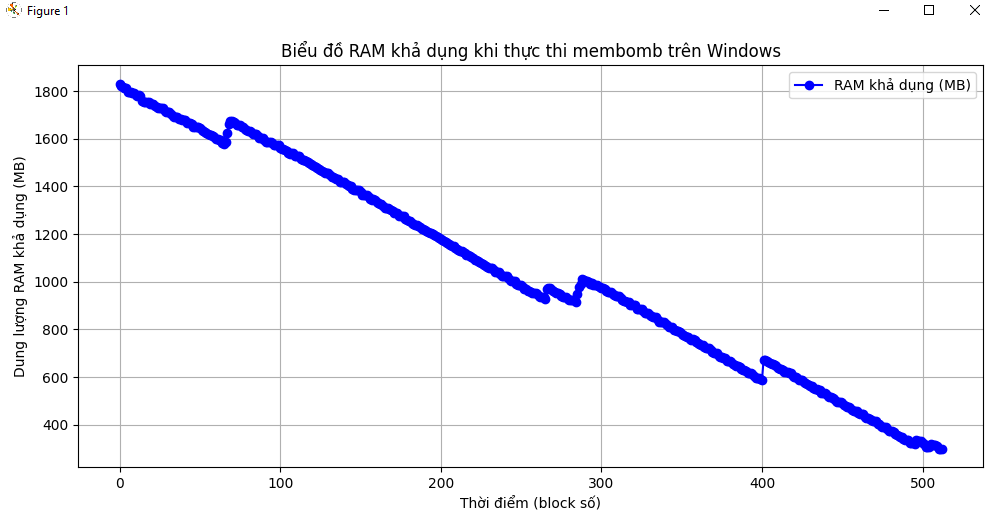 Figure 1
Biểu đồ RAM khả dụng khi thực thi membomb trên Windows
RAM khả dụng (MB)
Dung lượng RAM khả dụng (MB)
1800
1600
1400
1200
1000
800
600
400
0 100 200 300 400 500
Thời điểm (block số)